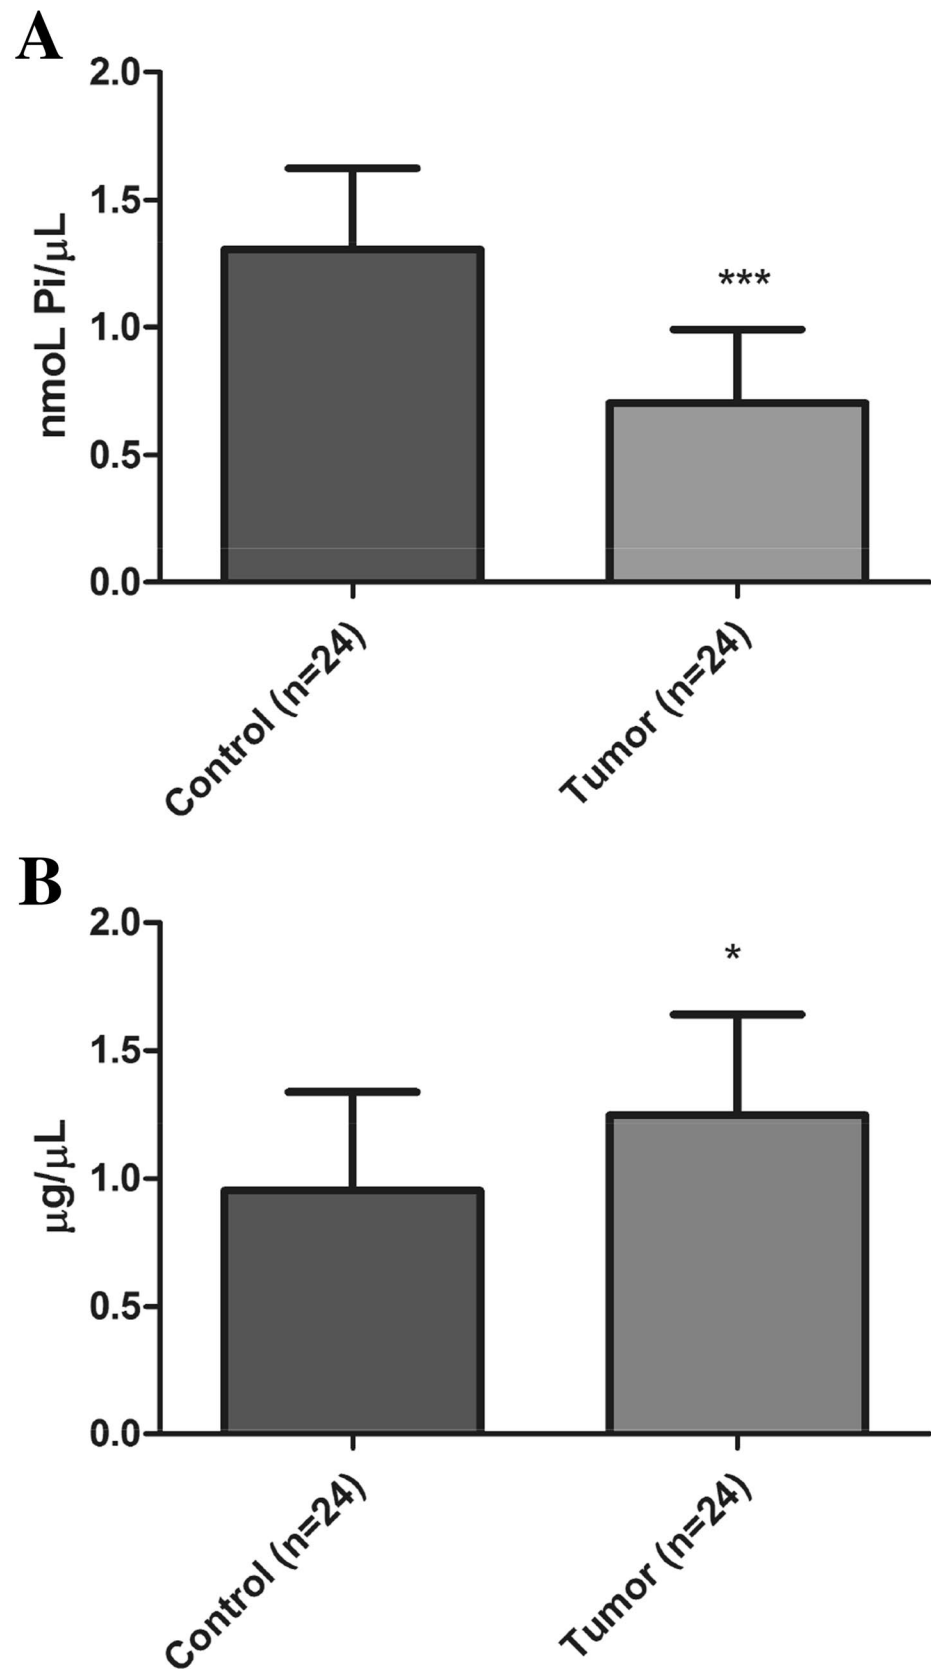 A
2.0
1.5
1.0
0.5
0.0
nmoL Pi/μL
***
Control (n=24)
Tumor (n=24)
B
2.0
1.5
1.0
0.5
0.0
μg/μL
*
Control (n=24)
Tumor (n=24)